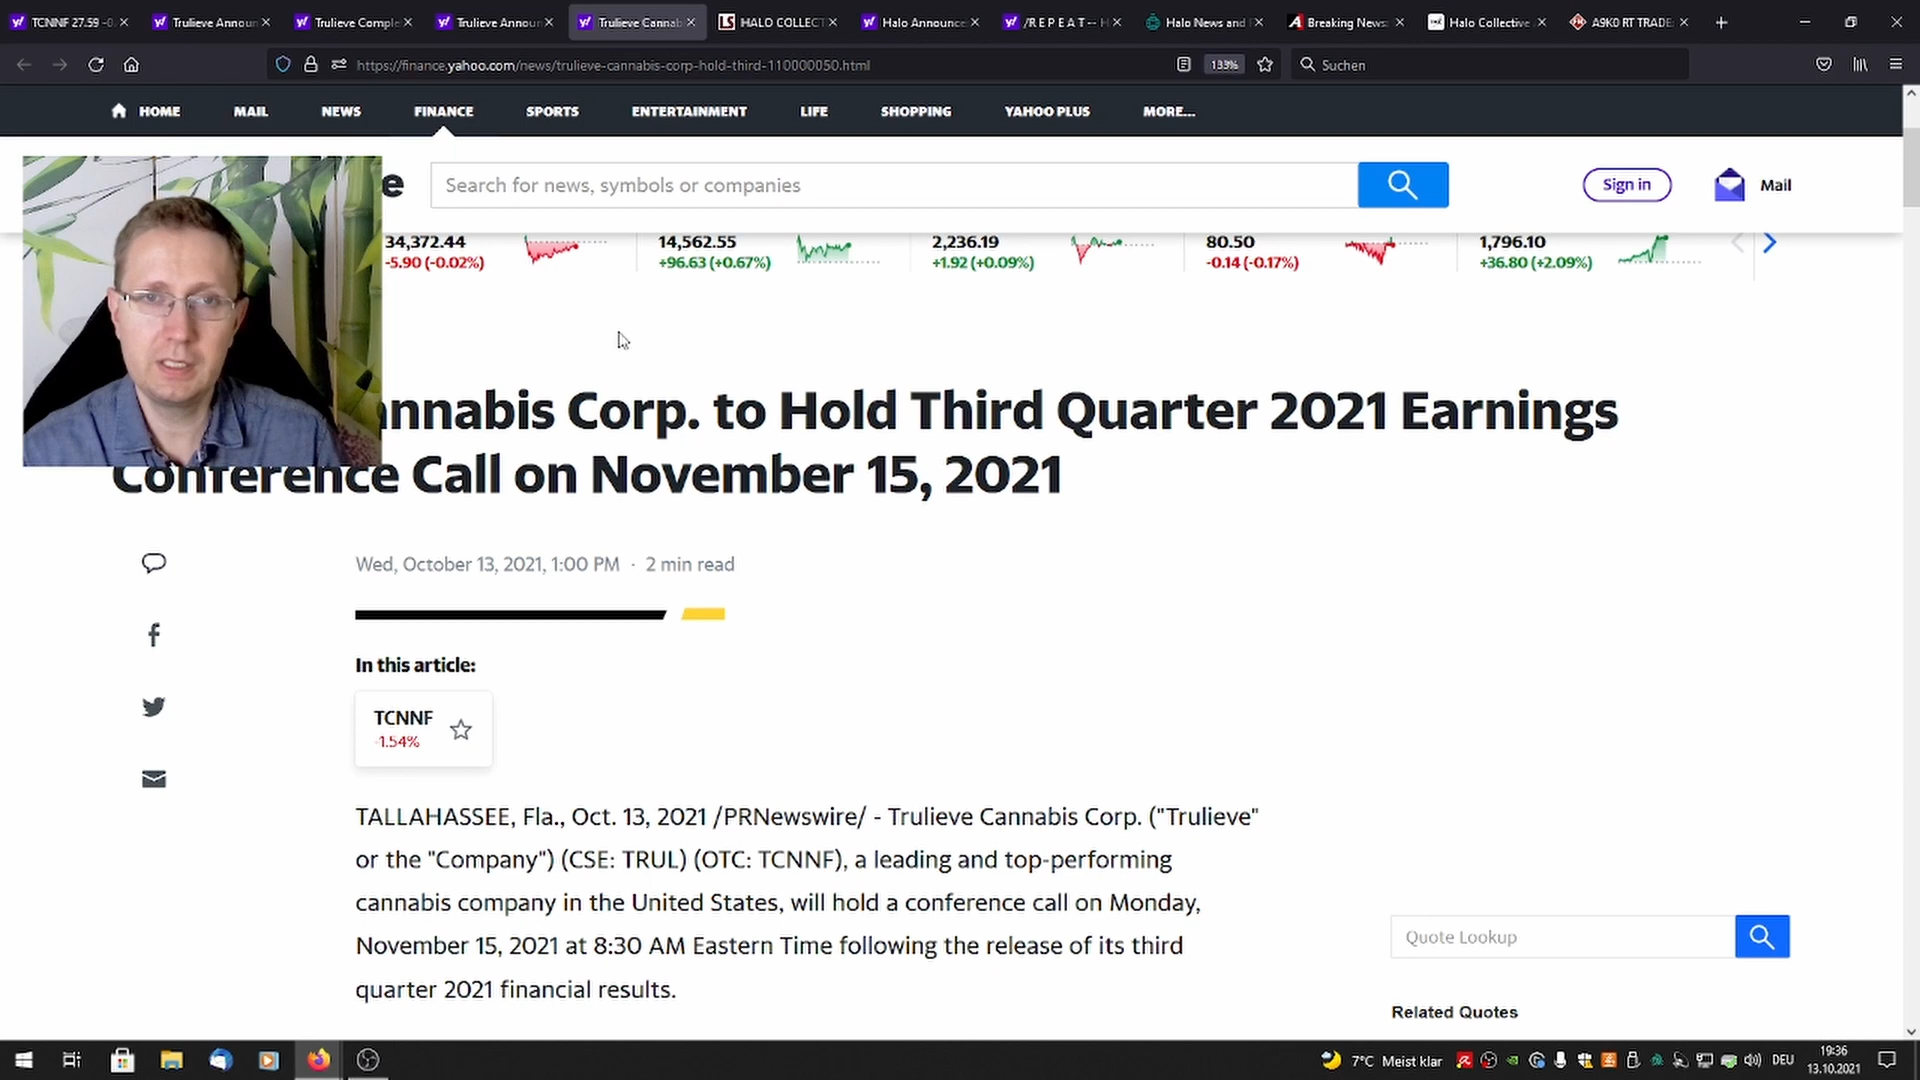 TCNNF 27.59 -0.
Trulieve Announ
Trulieve Comple
Trulieve Announ
Trulieve Cannab
HALO COLLECT
Halo Announce
/R E P E A T -- H
Halo News and
Breaking News:
Halo Collective
A9K0 RT TRADE
https://finance.yahoo.com/news/trulieve-cannabis-corp-hold-third-110000050.html
133%
Suchen
HOME
MAIL
NEWS
FINANCE
SPORTS
ENTERTAINMENT
LIFE
SHOPPING
YAHOO PLUS
MORE...
e
Search for news, symbols or companies
Sign in
Mail
34,372.44
-5.90 (-0.02%)
14,562.55
+96.63 (+0.67%)
2,236.19
+1.92 (+0.09%)
80.50
-0.14 (-0.17%)
1,796.10
+36.80 (+2.09%)
annabis Corp. to Hold Third Quarter 2021 Earnings
Conference Call on November 15, 2021
Wed, October 13, 2021, 1:00 PM · 2 min read
In this article:
TCNNF
-1.54%
TALLAHASSEE, Fla., Oct. 13, 2021 /PRNewswire/ - Trulieve Cannabis Corp. ("Trulieve"
or the "Company") (CSE: TRUL) (OTC: TCNNF), a leading and top-performing
cannabis company in the United States, will hold a conference call on Monday,
November 15, 2021 at 8:30 AM Eastern Time following the release of its third
quarter 2021 financial results.
Quote Lookup
Related Quotes
7°C Meist klar
DEU
19:36
13.10.2021